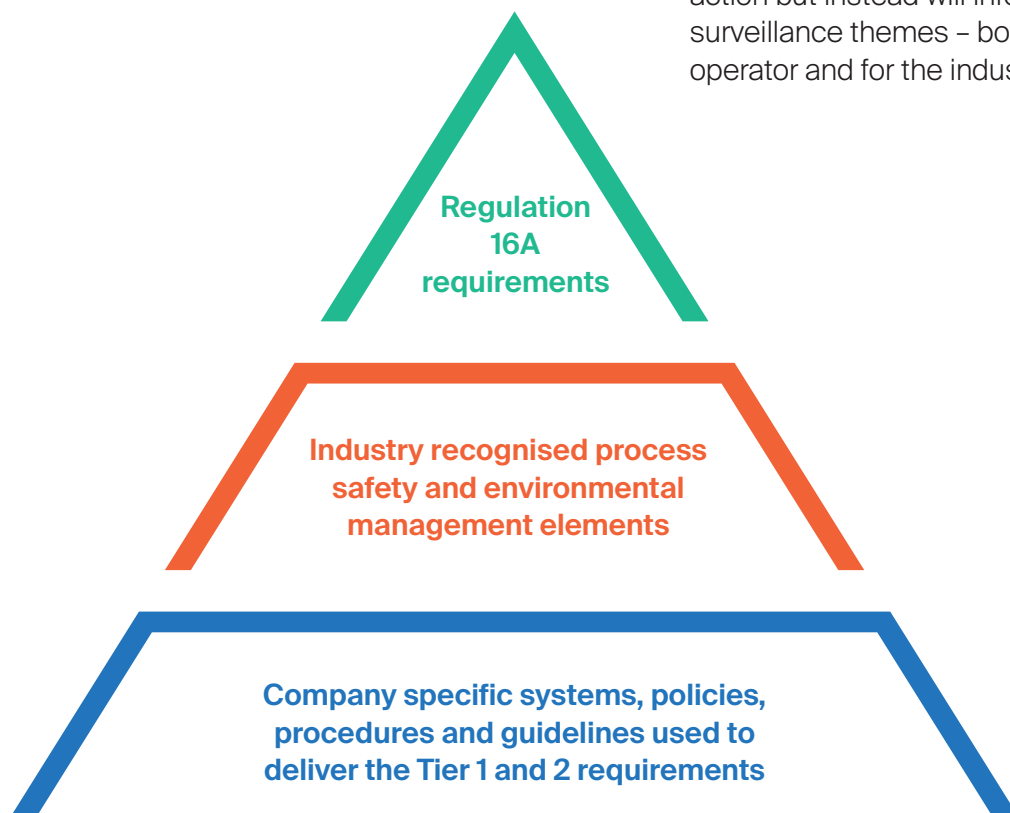 surveillance themes – bo
operator and for the indus
Regulation
16A
requirements
Industry recognised process
safety and environmental
management elements
Company specific systems, policies,
procedures and guidelines used to
deliver the Tier 1 and 2 requirements